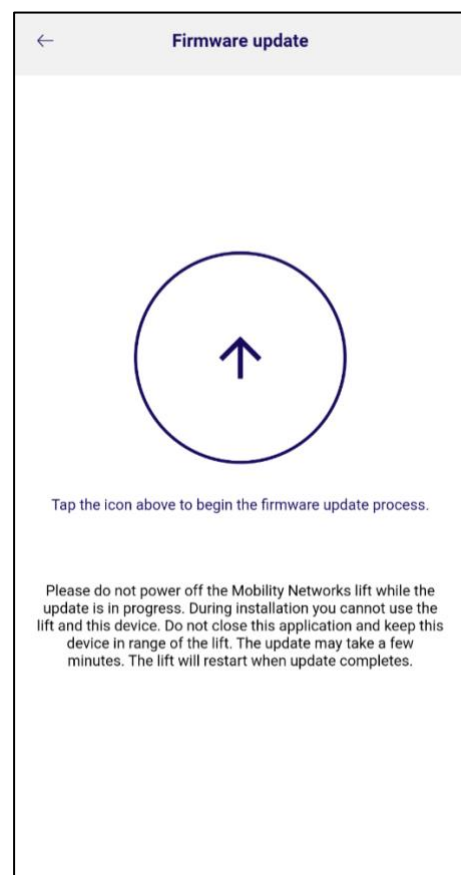 Firmware update
Tap the icon above to begin the firmware update process.
Please do not power off the Mobility Networks lift while the
update is in progress. During installation you cannot use the
lift and this device. Do not close this application and keep this
device in range of the lift. The update may take a few
minutes. The lift will restart when update completes.